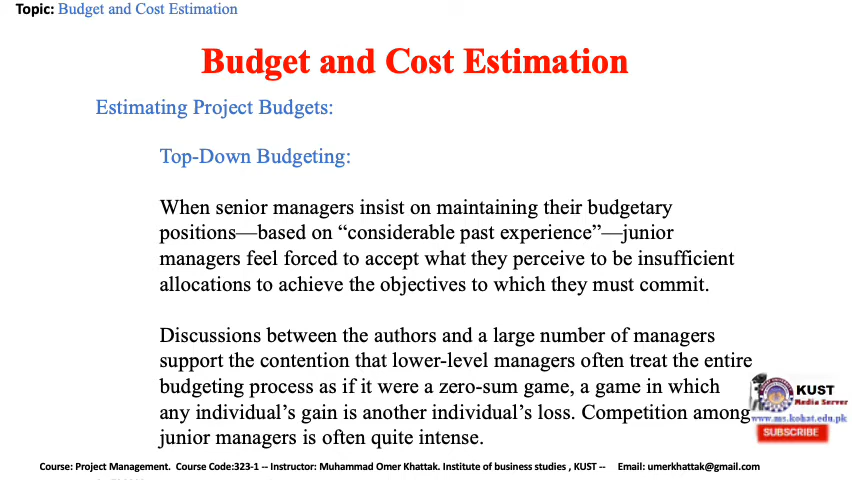 Topic: Budget and Cost Estimation
Budget and Cost Estimation
Estimating Project Budgets:
Top-Down Budgeting:
When senior managers insist on maintaining their budgetary
positions—based on “considerable past experience”—junior
managers feel forced to accept what they perceive to be insufficient
allocations to achieve the objectives to which they must commit.
Discussions between the authors and a large number of managers
support the contention that lower-level managers often treat the entire
budgeting process as if it were a zero-sum game, a game in which
any individual’s gain is another individual’s loss. Competition among
junior managers is often quite intense.
KUST
Media Server
www.ms.kohat.edu.pk
SUBSCRIBE
Course: Project Management. Course Code:323-1 -- Instructor: Muhammad Omer Khattak. Institute of business studies , KUST -- Email: umerkhattak@gmail.com